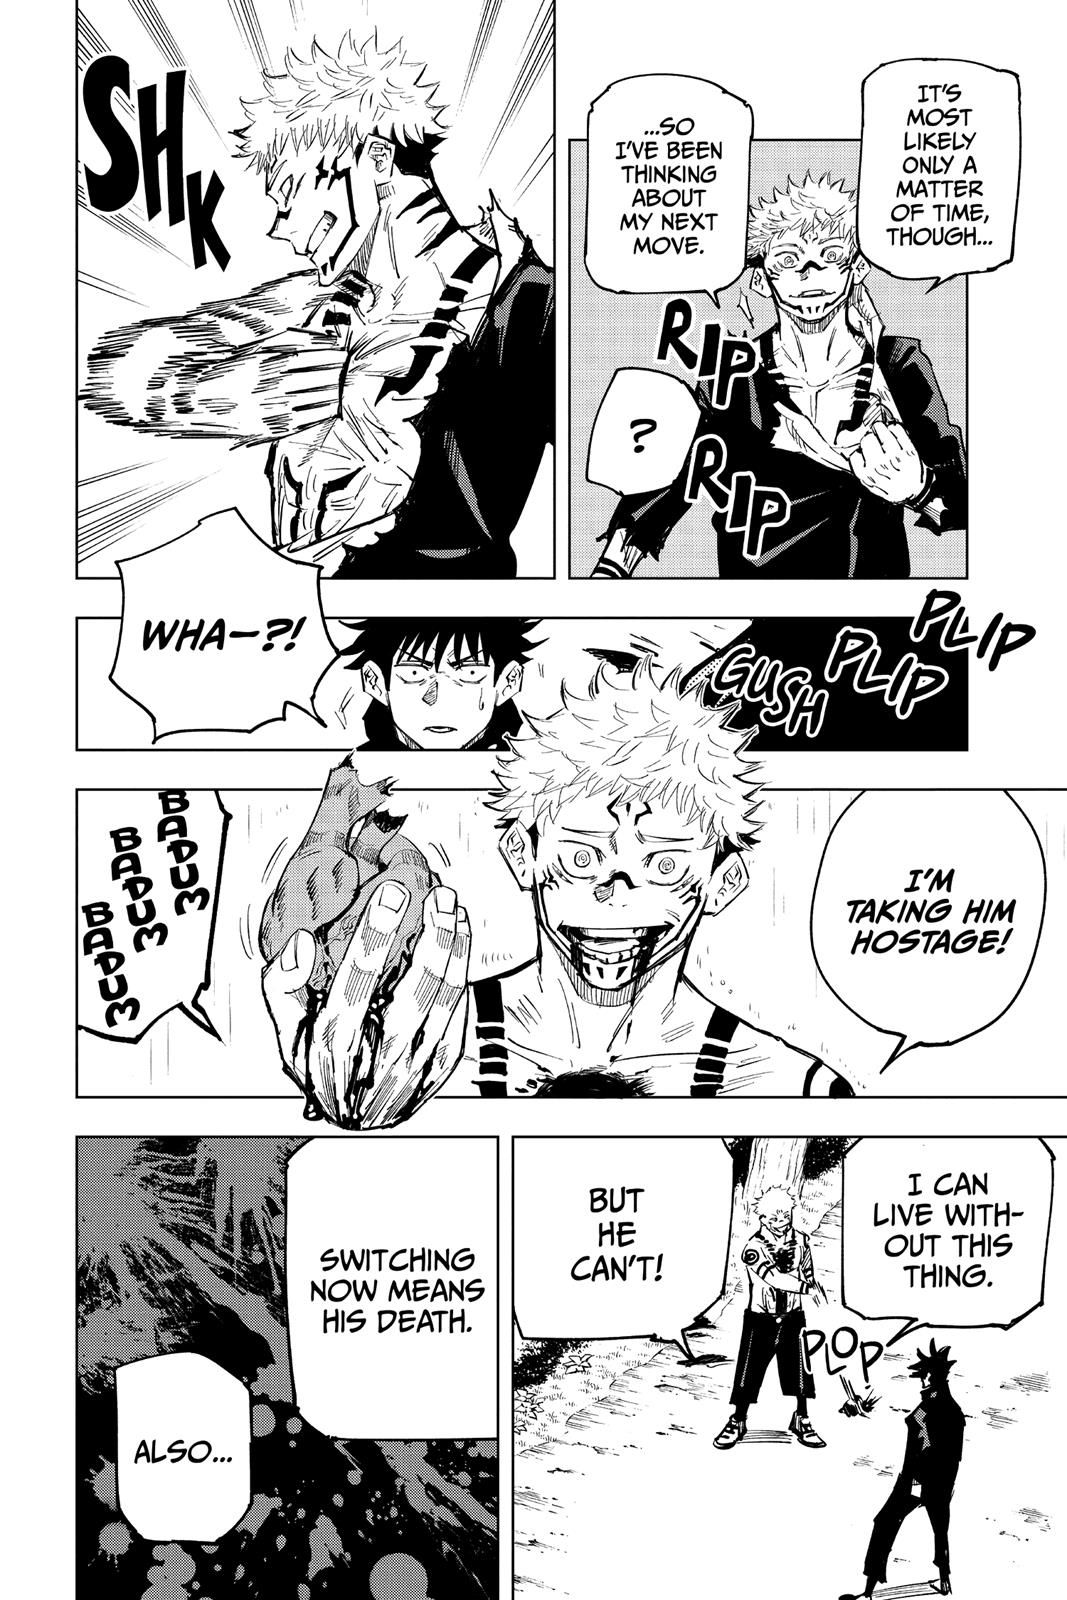 IT'S
MOST
LIKELY
ONLY A
MATTER
OF TIME,
THOUGH...
...SO
I'VE BEEN
THINKING
ABOUT
MY NEXT
MOVE.
RIP
?
RIP
SHK
PLIP
PLIP
GUSH
WHA—?!
I'M
TAKING HIM
HOSTAGE!
BADUM
BADUM
BADUM
I CAN
LIVE WITH-
OUT THIS
THING.
BUT
HE
CAN'T!
PLOP
SWITCHING
NOW MEANS
HIS DEATH.
ALSO...